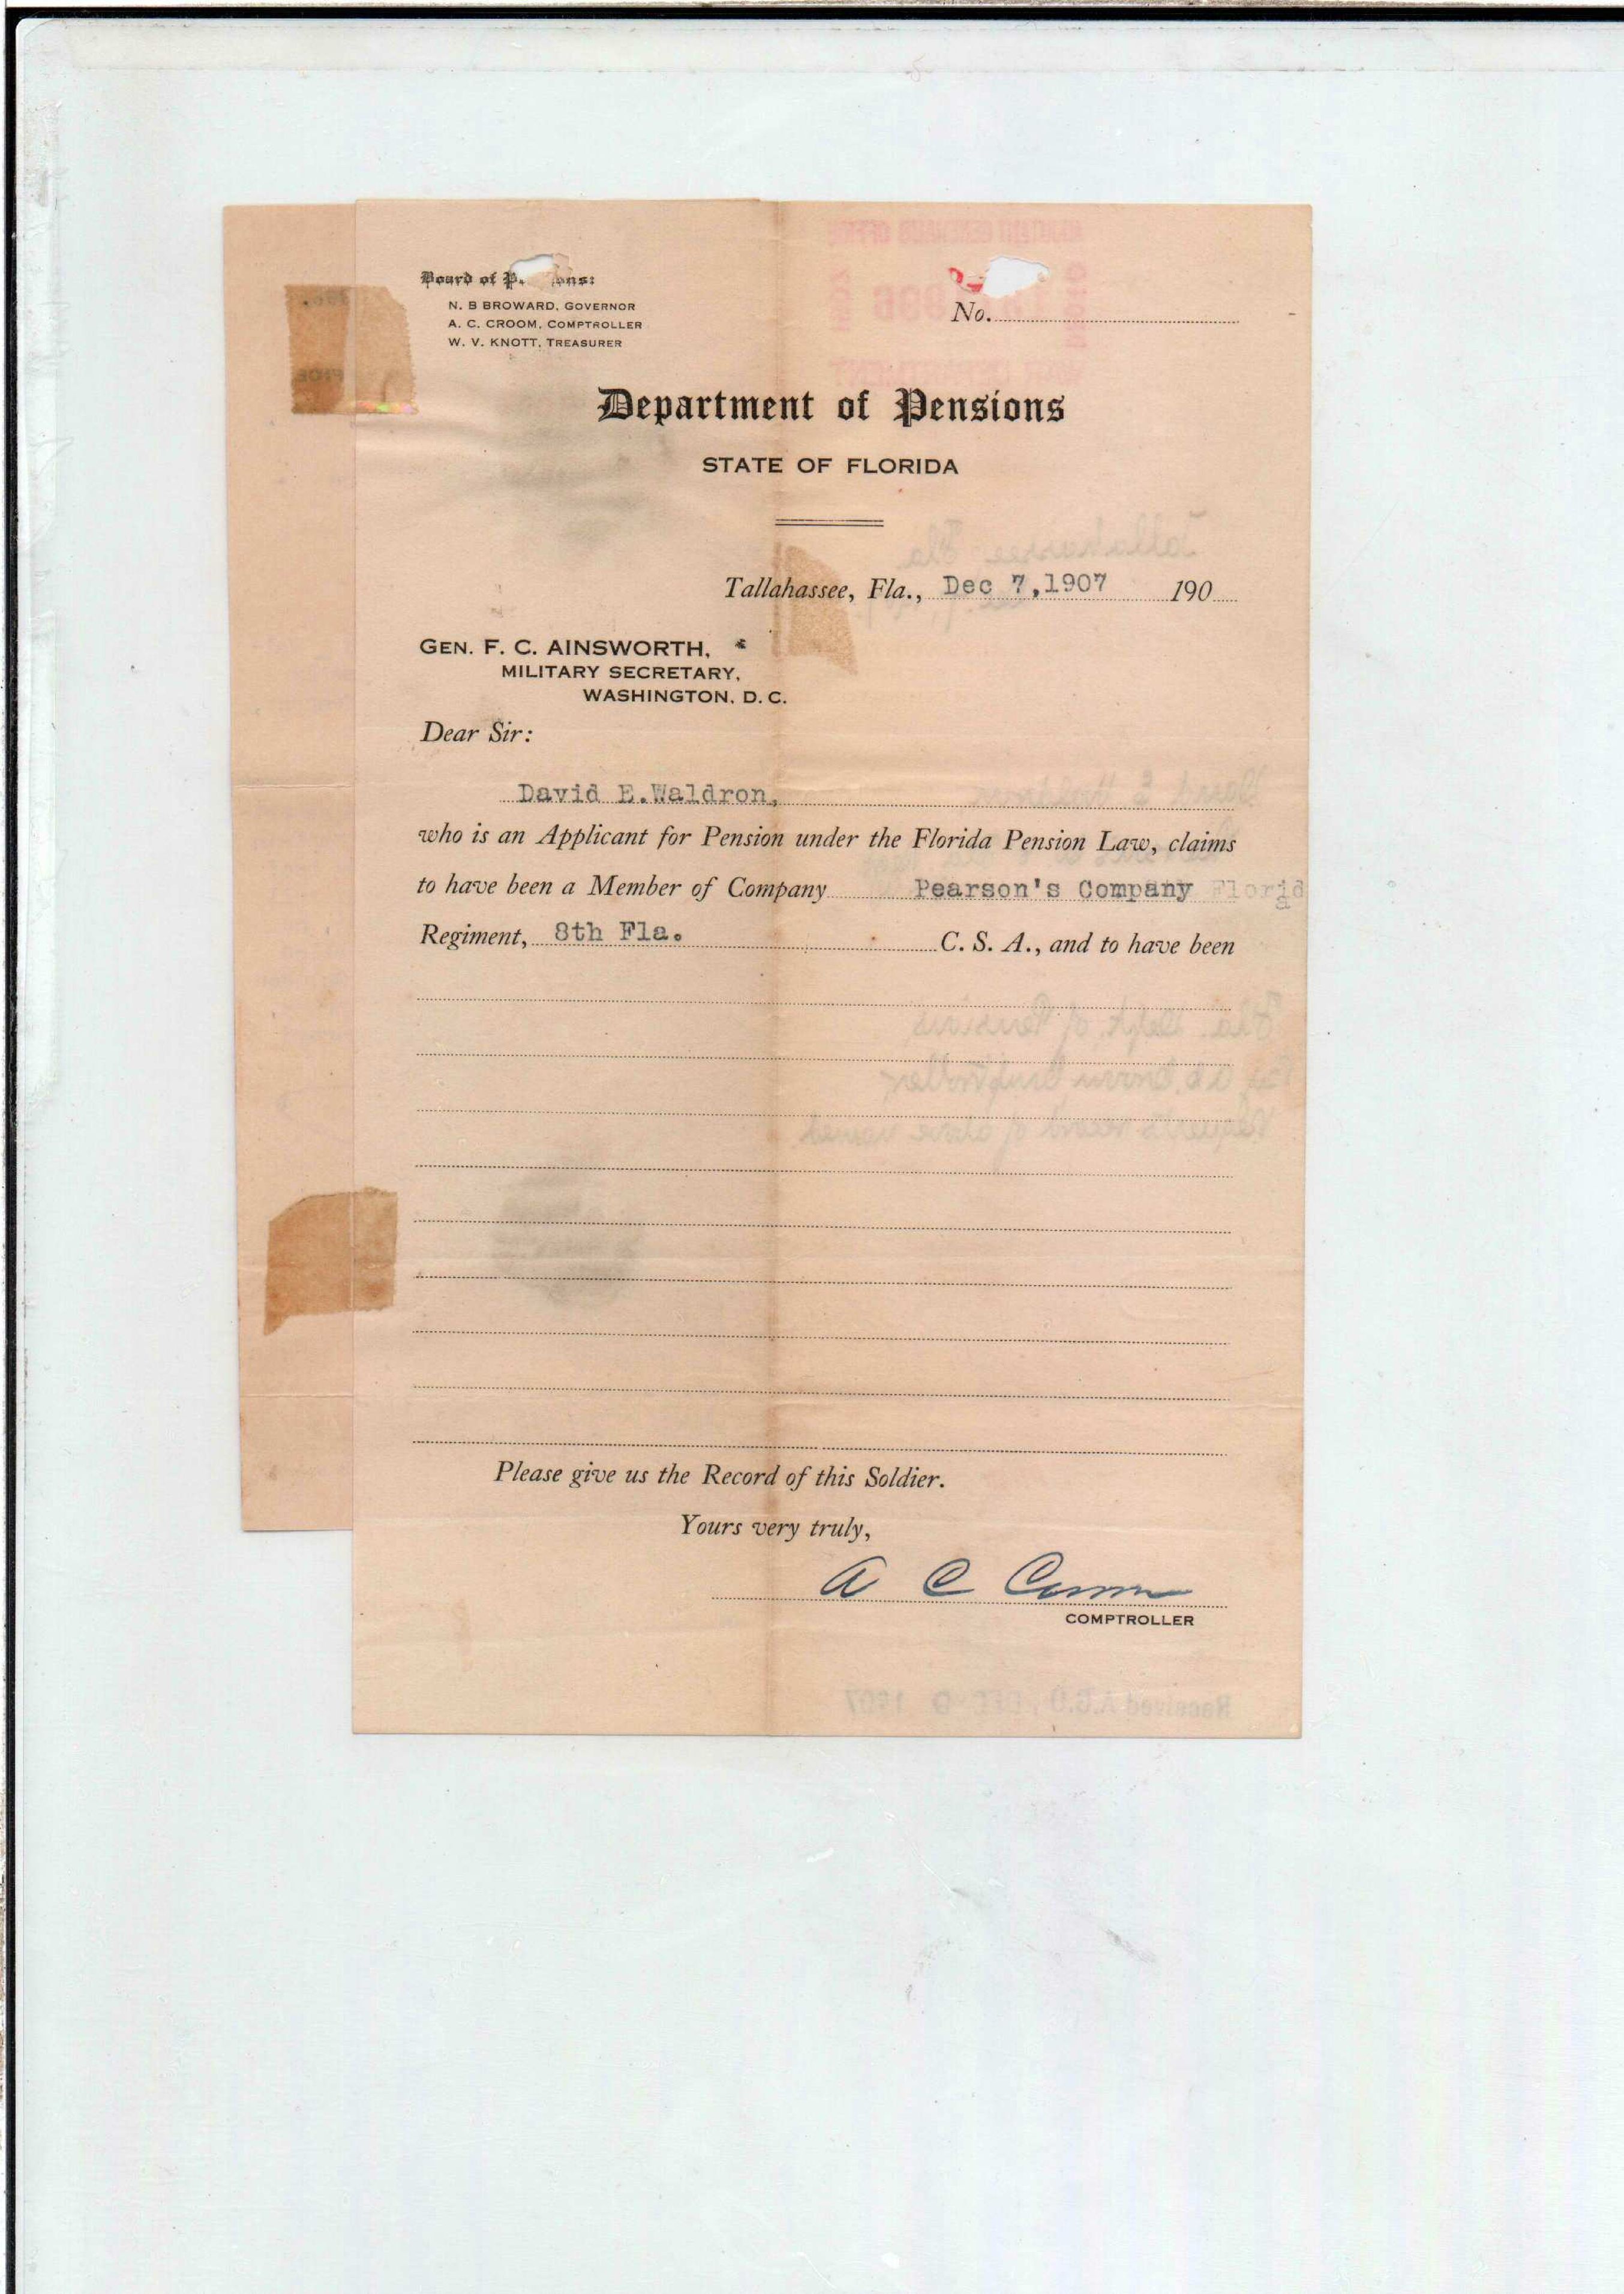 Board of P ons:
N. B BROWARD, GOVERNOR
A. C. CROOM, COMPTROLLER
W. V. KNOTT, TREASURER
No.
Department of Pensions
STATE OF FLORIDA
Tallahassee, Fla., Dec 7,1907 190
GEN. F. C. AINSWORTH,
MILITARY SECRETARY,
WASHINGTON, D. C.
Dear Sir:
David E.Waldron,
who is an Applicant for Pension under the Florida Pension Law, claims
to have been a Member of Company Pearson's Company Florida
Regiment, 8th Fla. C. S. A., and to have been
Please give us the Record of this Soldier.
Yours very truly,
A C Croom
COMPTROLLER
Received A.G.O, DEC 9 1907